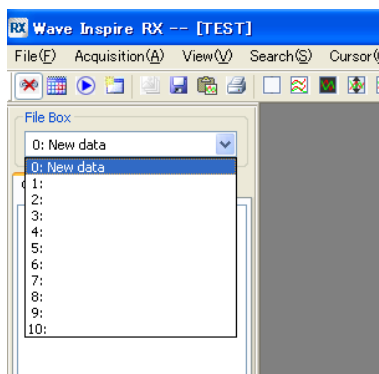 RX Wave Inspire RX -- [TEST]
File(F) Acquisition(A) View(V) Search(S) Cursor(
File Box
0: New data
0: New data
1:
2:
3:
4:
5:
6:
7:
8:
9:
10: